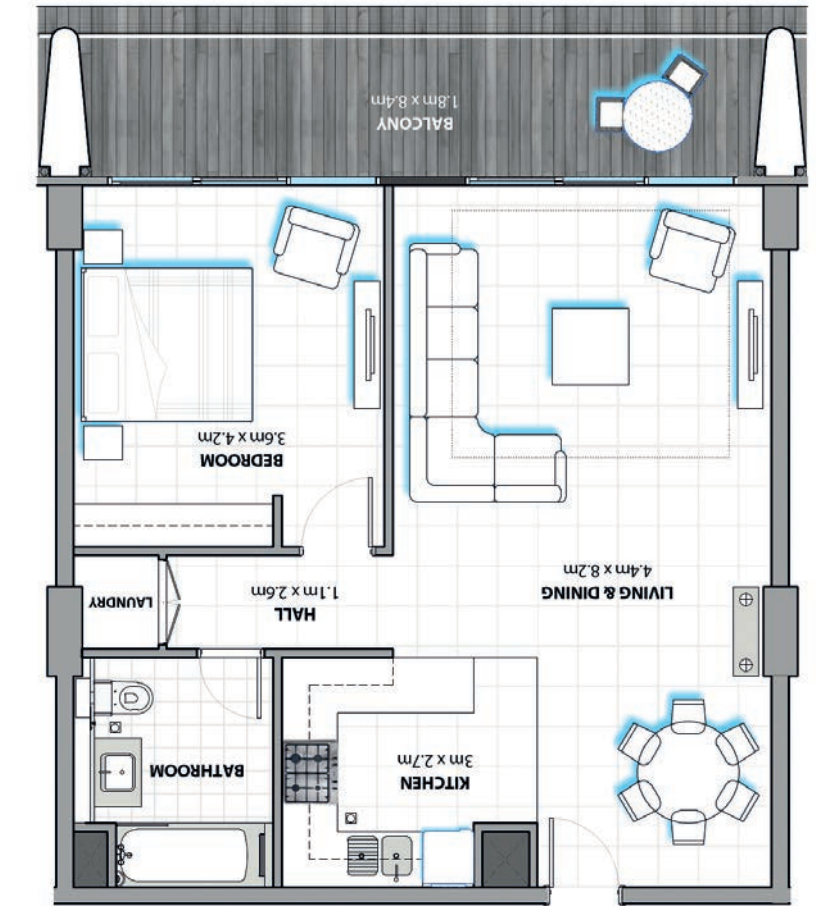 BALCONY
1.8m x 8.4m
BEDROOM
3.6m x 4.2m
LIVING & DINING
4.4m x 8.2m
HALL
1.1m x 2.6m
LAUNDRY
KITCHEN
3m x 2.7m
BATHROOM